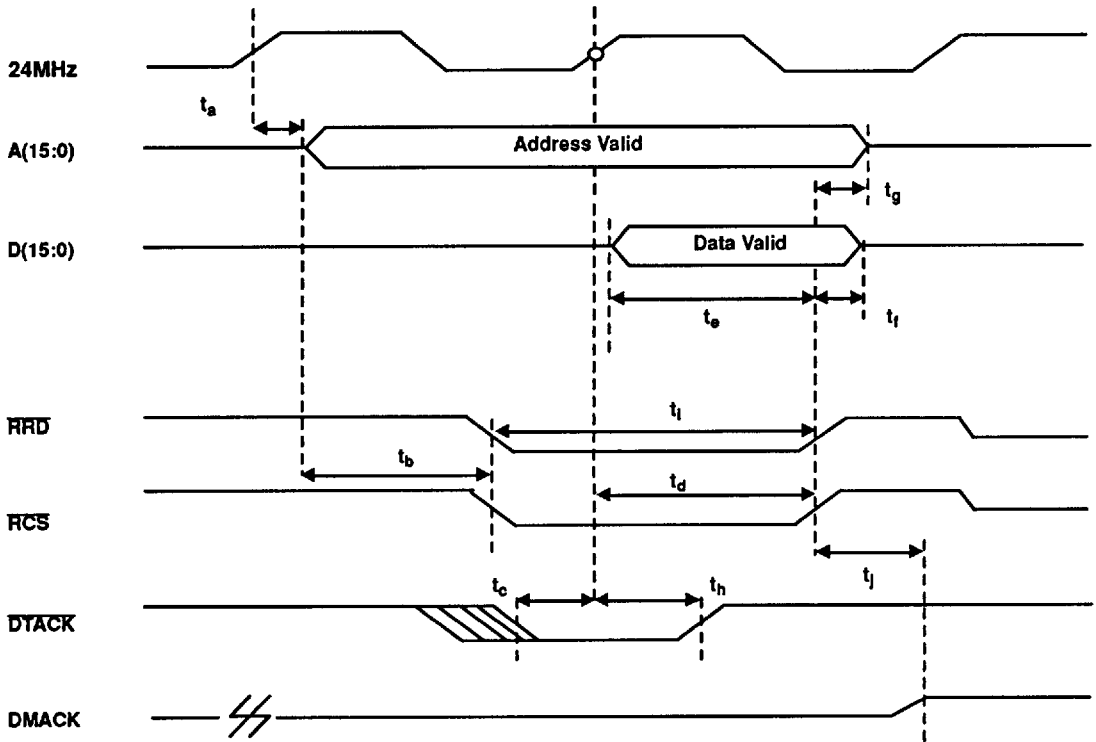 24MHz
tₐ
A(15:0)
Address Valid
t_g
D(15:0)
Data Valid
t_e
t_f
RRD
t_i
t_b
t_d
RCS
t_c
t_h
t_j
DTACK
DMACK